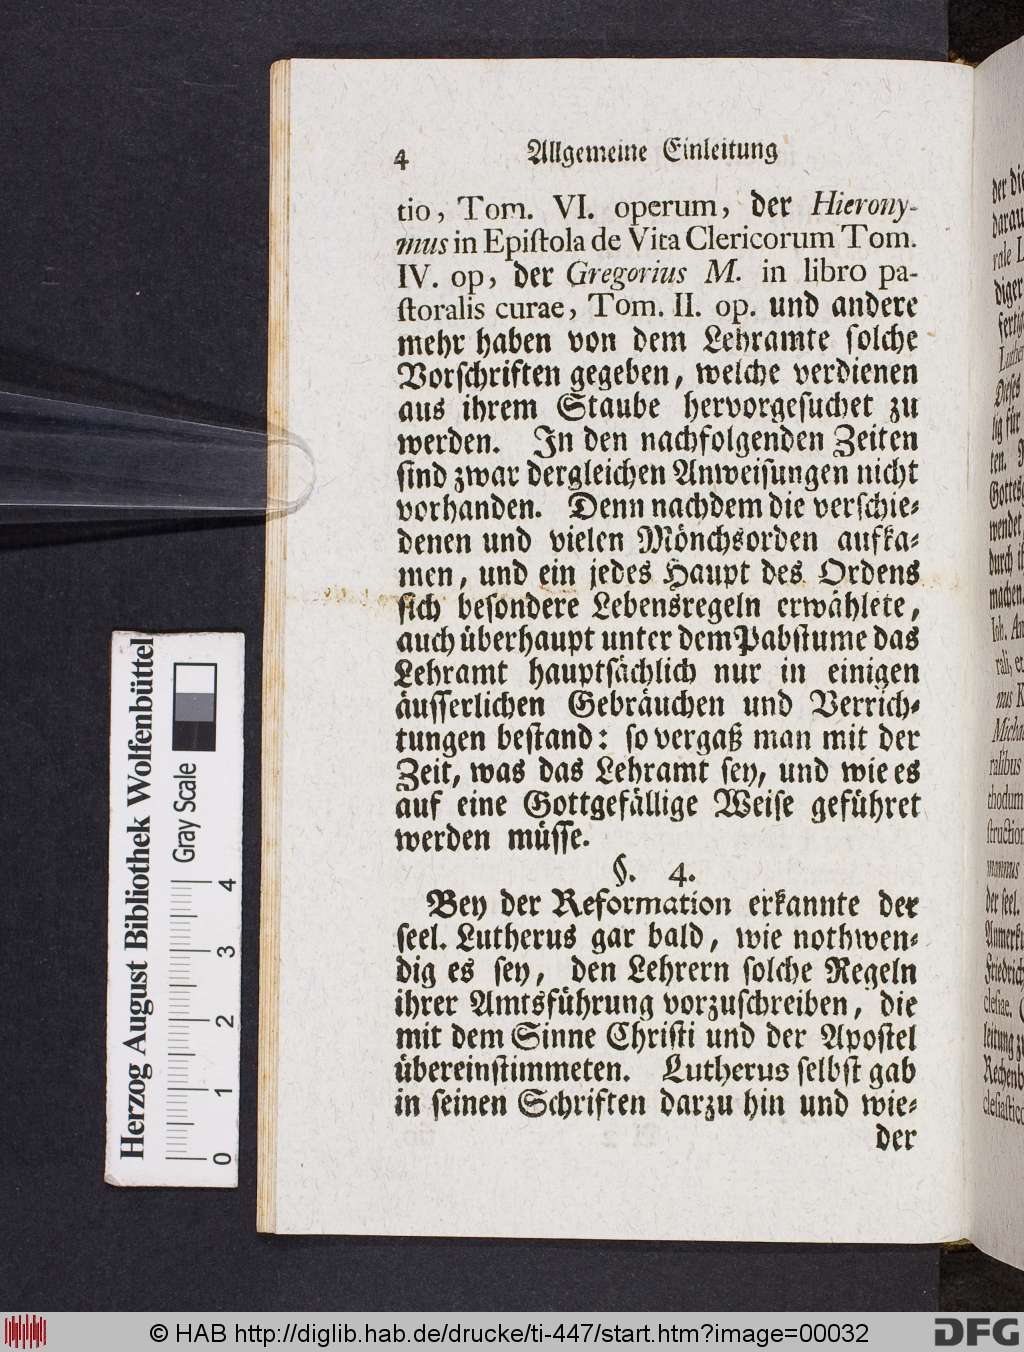 4 Allgemeine Einleitung
tio, Tom. VI. operum, der Hierony-
mus in Epiſtola de Vita Clericorum Tom.
IV. op, der Gregorius M. in libro pa-
ſtoralis curae, Tom. II. op. und andere
mehr haben von dem Lehramte ſolche
Vorſchriften gegeben, welche verdienen
aus ihrem Staube hervorgeſuchet zu
werden. In den nachfolgenden Zeiten
ſind zwar dergleichen Anweiſungen nicht
vorhanden. Denn nachdem die verſchie-
denen und vielen Mönchsorden aufka-
men, und ein jedes Haupt des Ordens
ſich beſondere Lebensregeln erwählete,
auch überhaupt unter dem Pabſtume das
Lehramt hauptſächlich nur in einigen
äuſſerlichen Gebräuchen und Verrich-
tungen beſtand: ſo vergaß man mit der
Zeit, was das Lehramt ſey, und wie es
auf eine Gottgefällige Weiſe geführet
werden müſſe.
§. 4.
Bey der Reformation erkannte der
ſeel. Lutherus gar bald, wie nothwen-
dig es ſey, den Lehrern ſolche Regeln
ihrer Amtsführung vorzuſchreiben, die
mit dem Sinne Chriſti und der Apoſtel
übereinſtimmeten. Lutherus ſelbſt gab
in ſeinen Schriften darzu hin und wie-
der
Herzog August Bibliothek Wolfenbüttel
Gray Scale
0 1 2 3 4
© HAB http://diglib.hab.de/drucke/ti-447/start.htm?image=00032
DFG